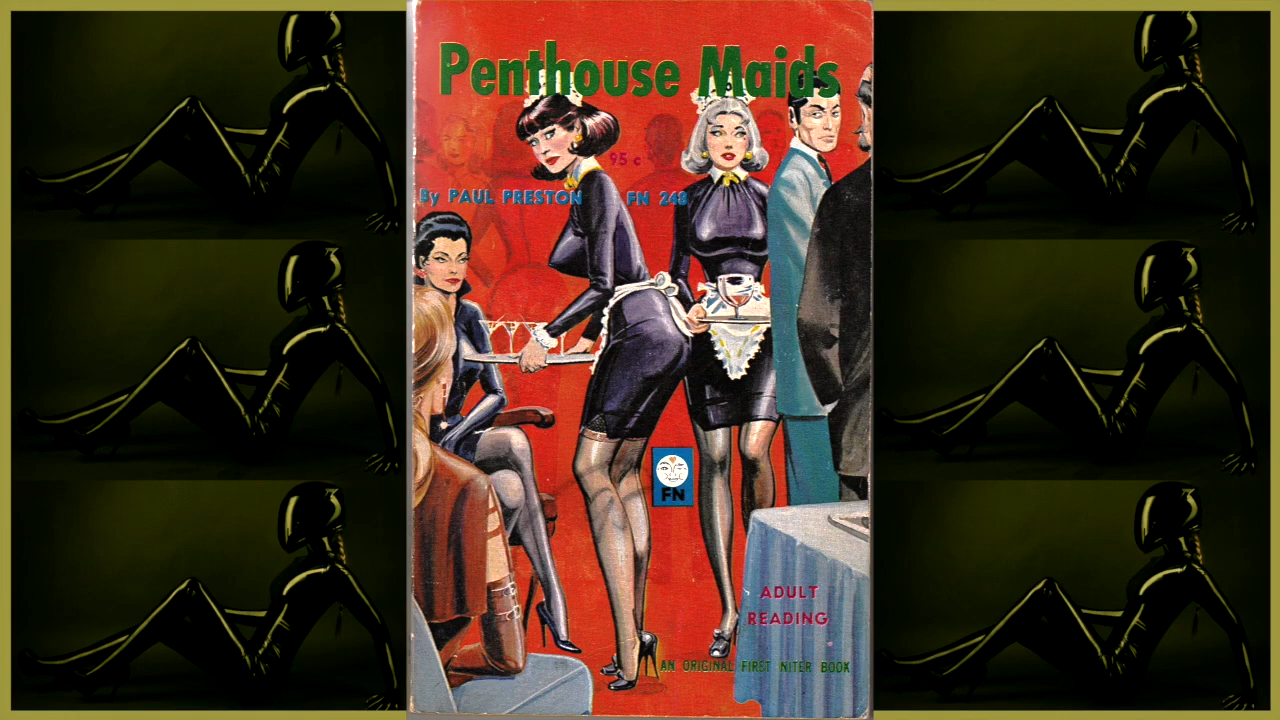 Penthouse Maids
95 c
By PAUL PRESTON FN 248
FN
ADULT
READING
AN ORIGINAL FIRST NITER BOOK